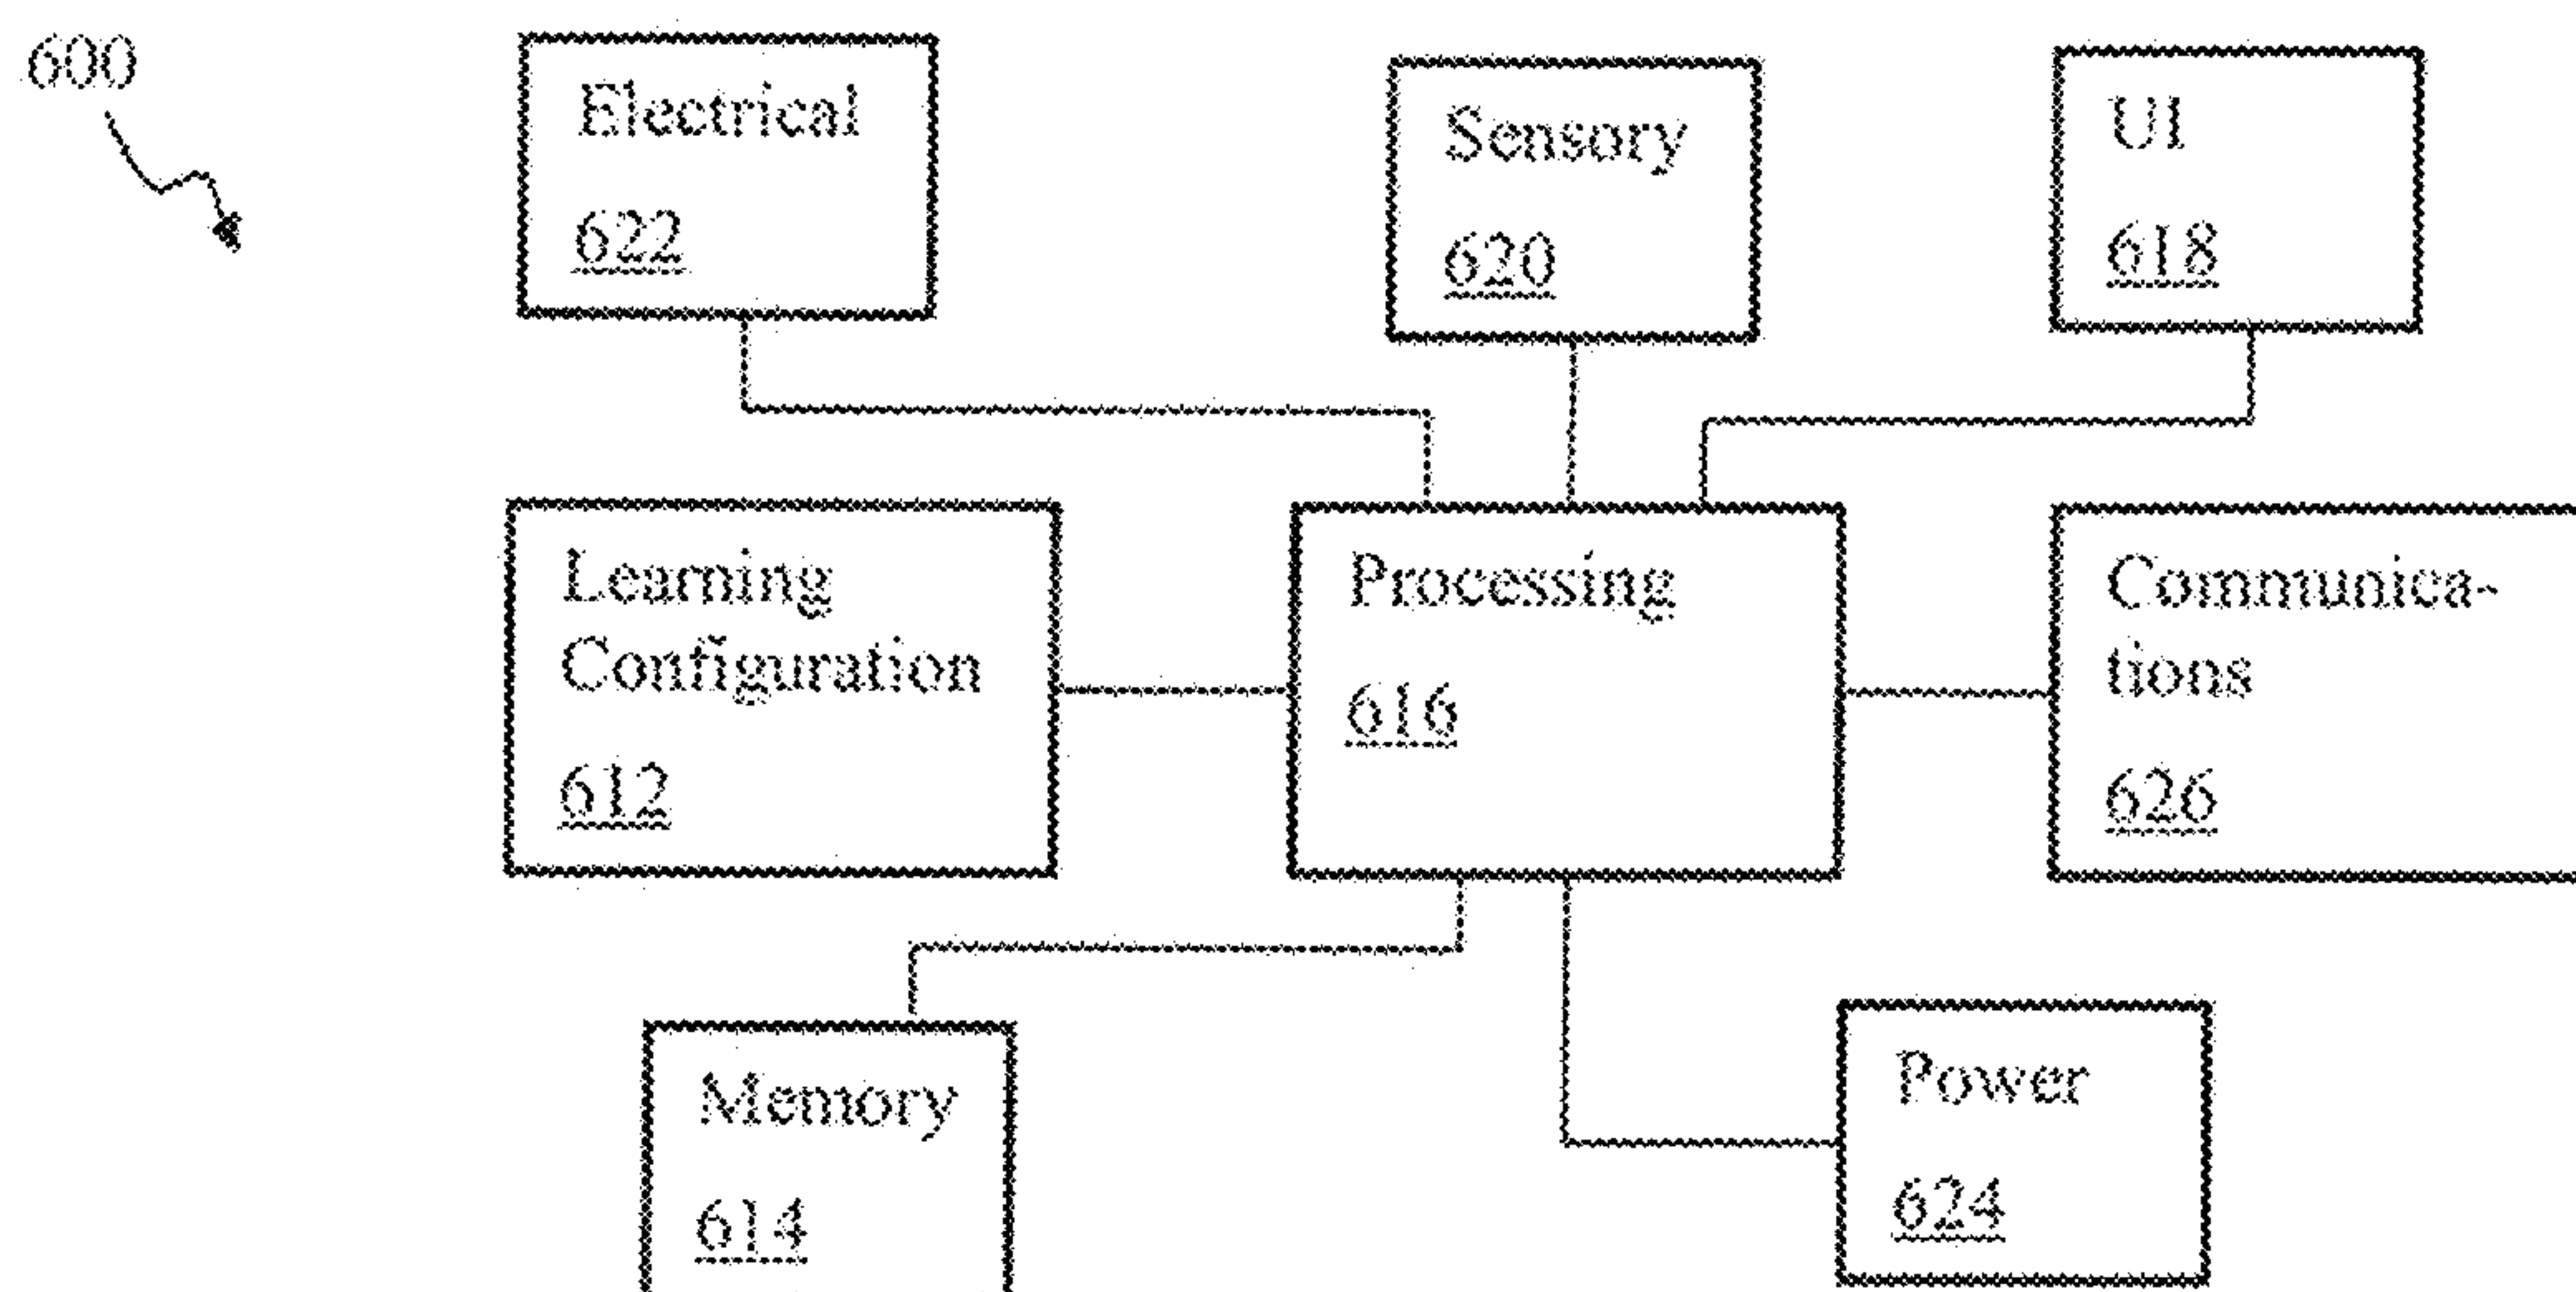 600
Electrical
622
Sensory
620
UI
618
Learning
Configuration
612
Processing
616
Communica-
tions
626
Memory
614
Power
624